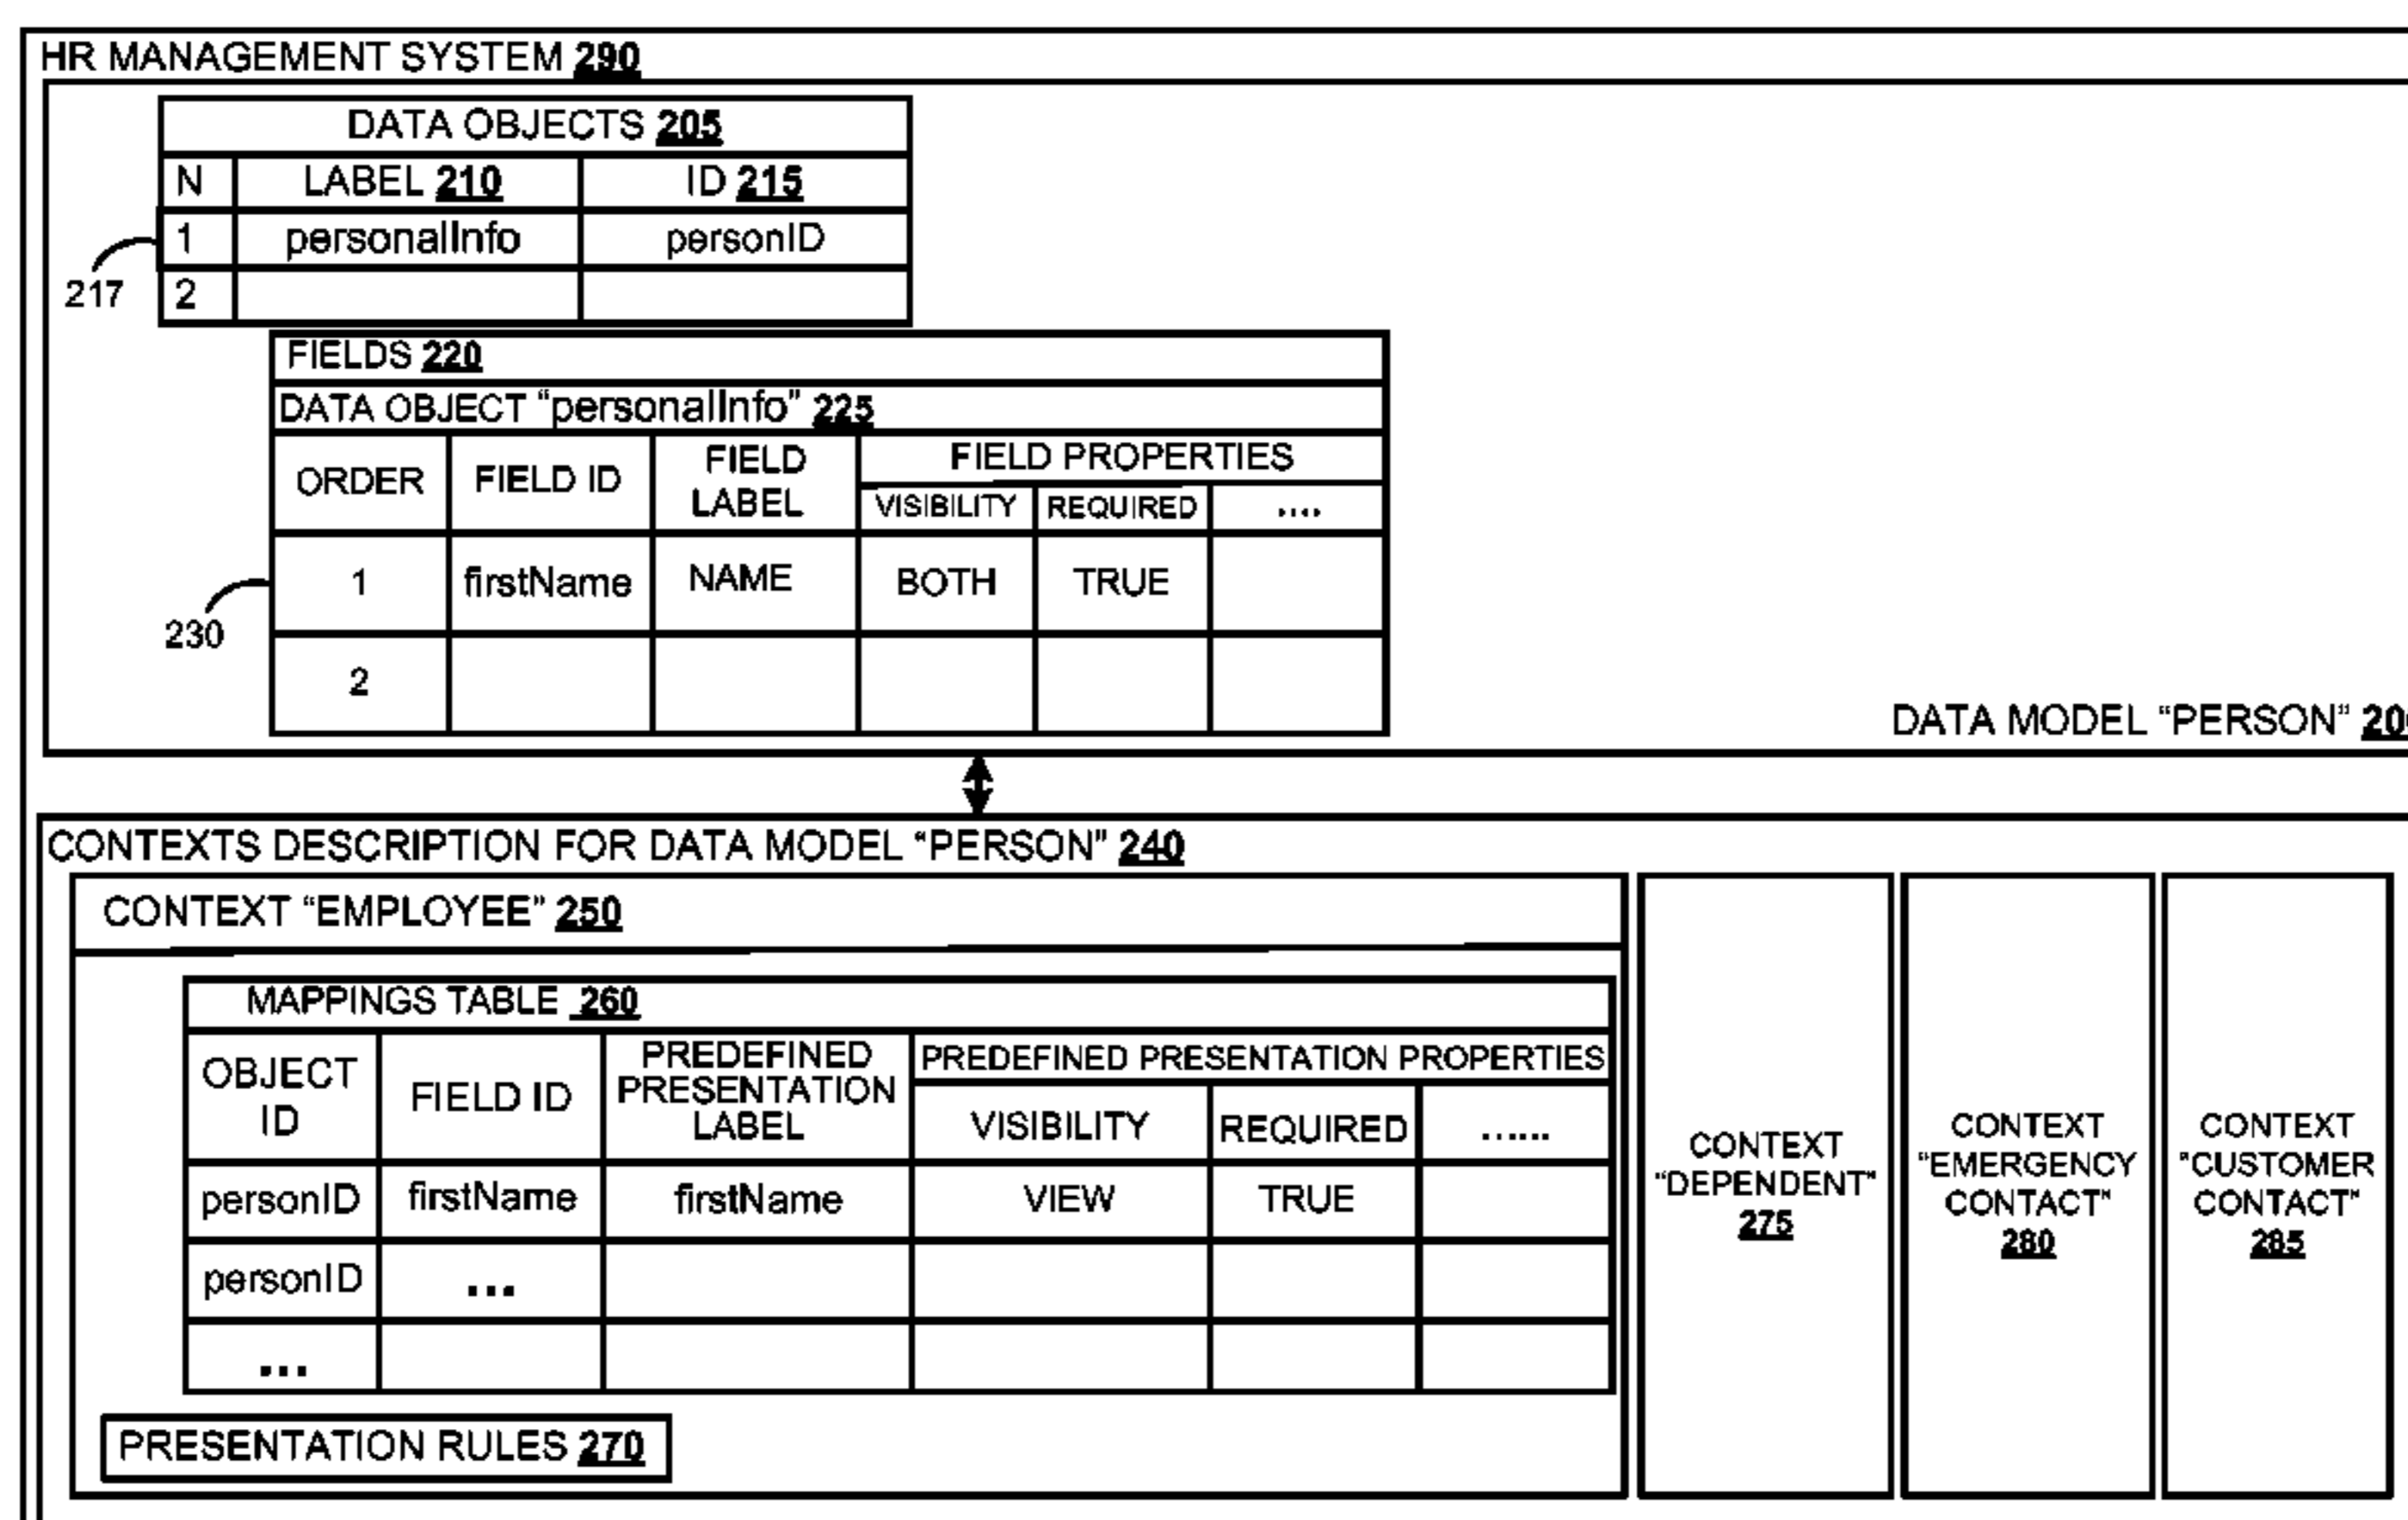 HR MANAGEMENT SYSTEM 290
DATA OBJECTS 205
N LABEL 210 ID 215
1 personalInfo personID
217
2
FIELDS 220
DATA OBJECT “personalInfo” 225
ORDER FIELD ID FIELD LABEL FIELD PROPERTIES
VISIBILITY REQUIRED ....
1 firstName NAME BOTH TRUE
230
2
DATA MODEL “PERSON”
CONTEXTS DESCRIPTION FOR DATA MODEL “PERSON” 240
CONTEXT “EMPLOYEE” 250
MAPPINGS TABLE 260
OBJECT ID
FIELD ID
PREDEFINED
PRESENTATION
LABEL
PREDEFINED PRESENTATION PROPERTIES
VISIBILITY REQUIRED ......
personID firstName firstName VIEW TRUE
personID ...
...
PRESENTATION RULES 270
CONTEXT
“DEPENDENT”
275
CONTEXT
“EMERGENCY
CONTACT”
280
CONTEXT
“CUSTOMER
CONTACT”
285